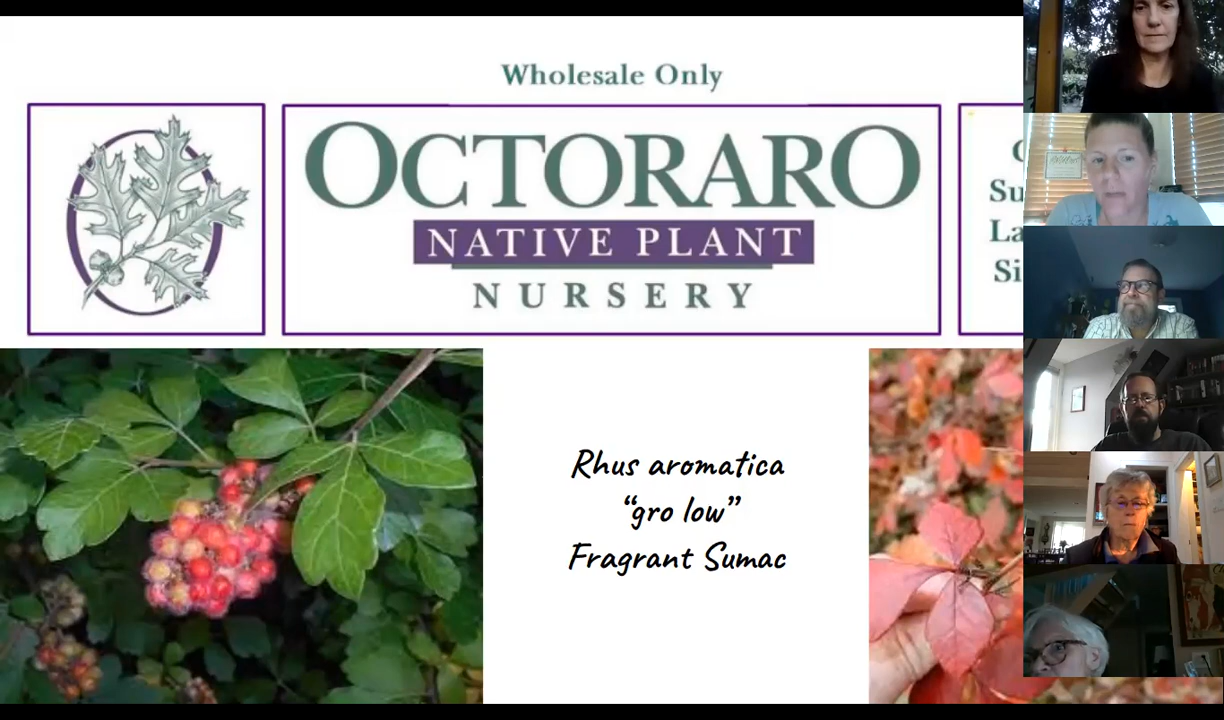 Wholesale Only
OCTORARO
NATIVE PLANT
NURSERY
Rhus aromatica
“gro low”
Fragrant Sumac